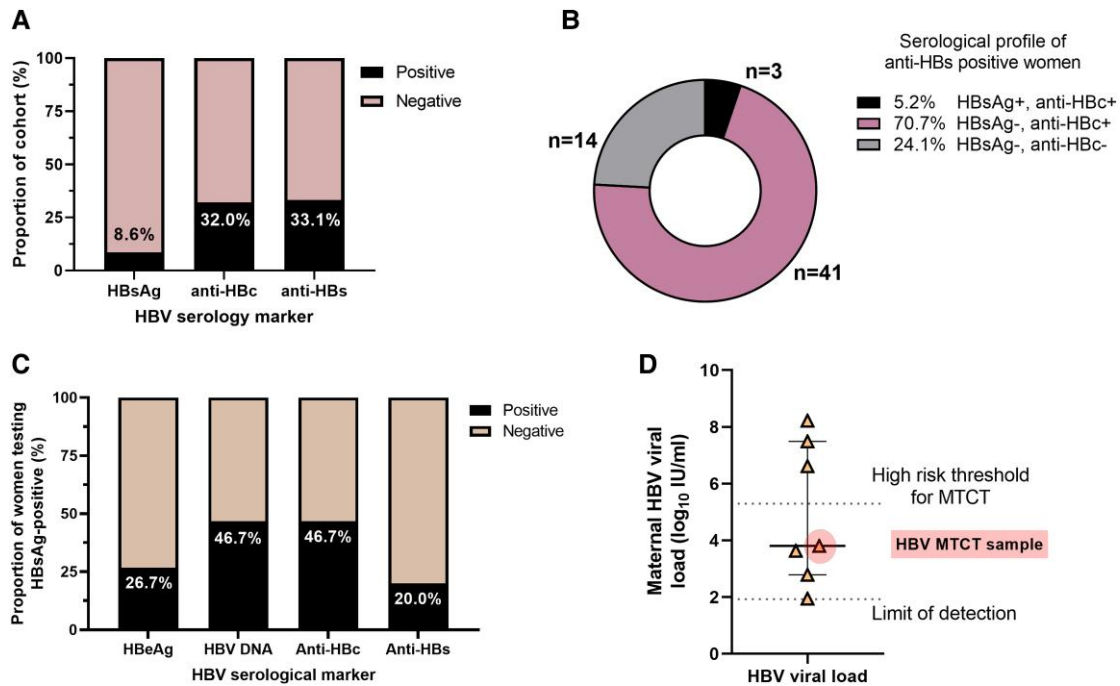 A
Proportion of cohort (%)
100
75
50
25
0
8.6%
32.0%
33.1%
HBsAg
anti-HBc
anti-HBs
HBV serology marker
Positive
Negative
B
n=3
n=14
n=41
Serological profile of
anti-HBs positive women
5.2% HBsAg+, anti-HBc+
70.7% HBsAg-, anti-HBc+
24.1% HBsAg-, anti-HBc-
C
Proportion of women testing
HBsAg-positive (%)
100
75
50
25
0
26.7%
46.7%
46.7%
20.0%
HBeAg
HBV DNA
Anti-HBc
Anti-HBs
HBV serological marker
Positive
Negative
D
Maternal HBV viral
load (log₁₀ IU/ml)
10
8
6
4
2
0
High risk threshold
for MTCT
HBV MTCT sample
Limit of detection
HBV viral load